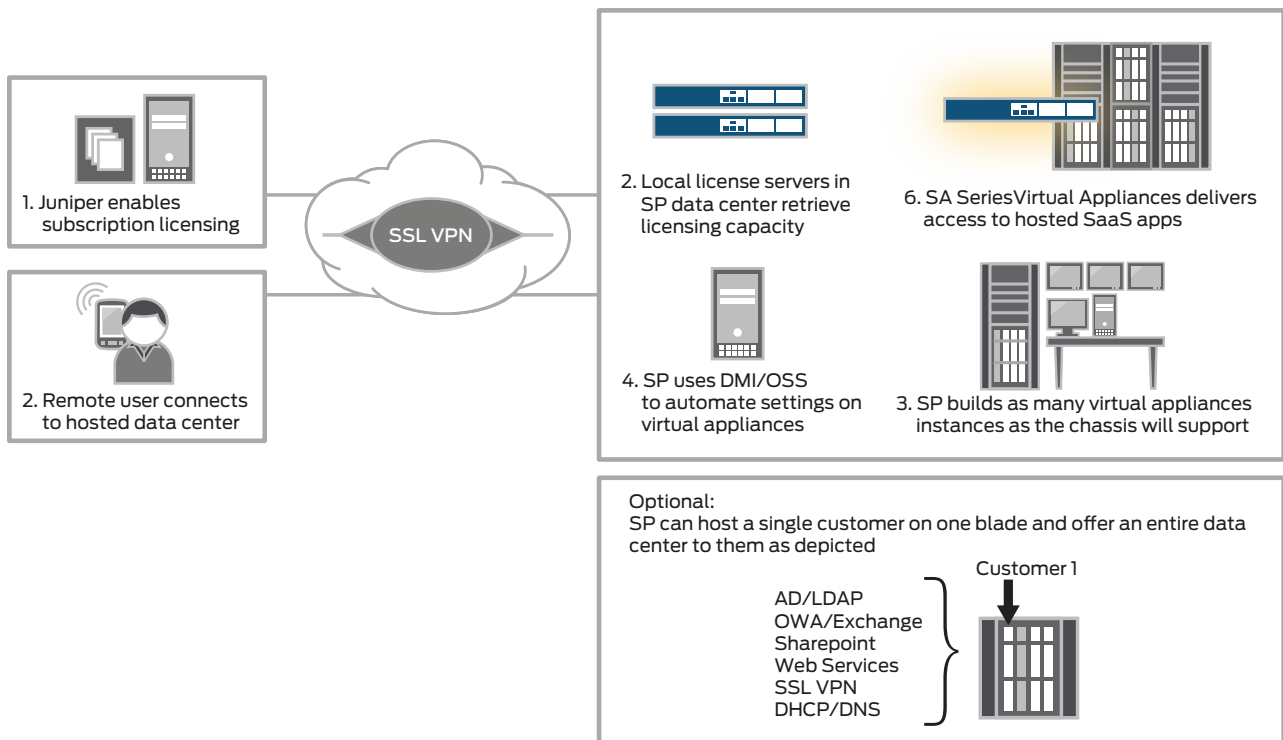 1. Juniper enables
subscription licensing
2. Remote user connects
to hosted data center
SSL VPN
2. Local license servers in
SP data center retrieve
licensing capacity
6. SA SeriesVirtual Appliances delivers
access to hosted SaaS apps
4. SP uses DMI/OSS
to automate settings on
virtual appliances
3. SP builds as many virtual appliances
instances as the chassis will support
Optional:
SP can host a single customer on one blade and offer an entire data
center to them as depicted
Customer 1
AD/LDAP
OWA/Exchange
Sharepoint
Web Services
SSL VPN
DHCP/DNS